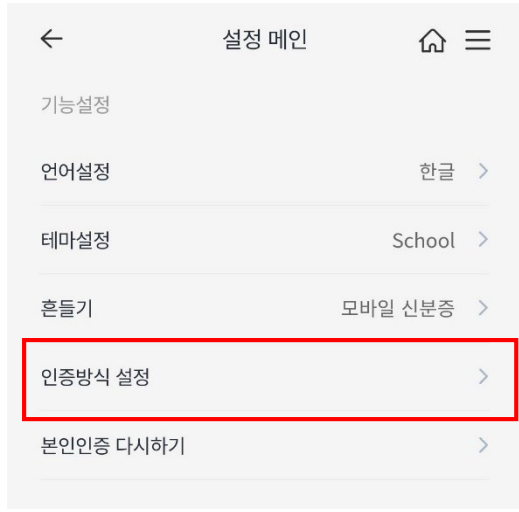 설정 메인
기능설정
언어설정 한글
테마설정 School
흔들기 모바일 신분증
인증방식 설정
본인인증 다시하기